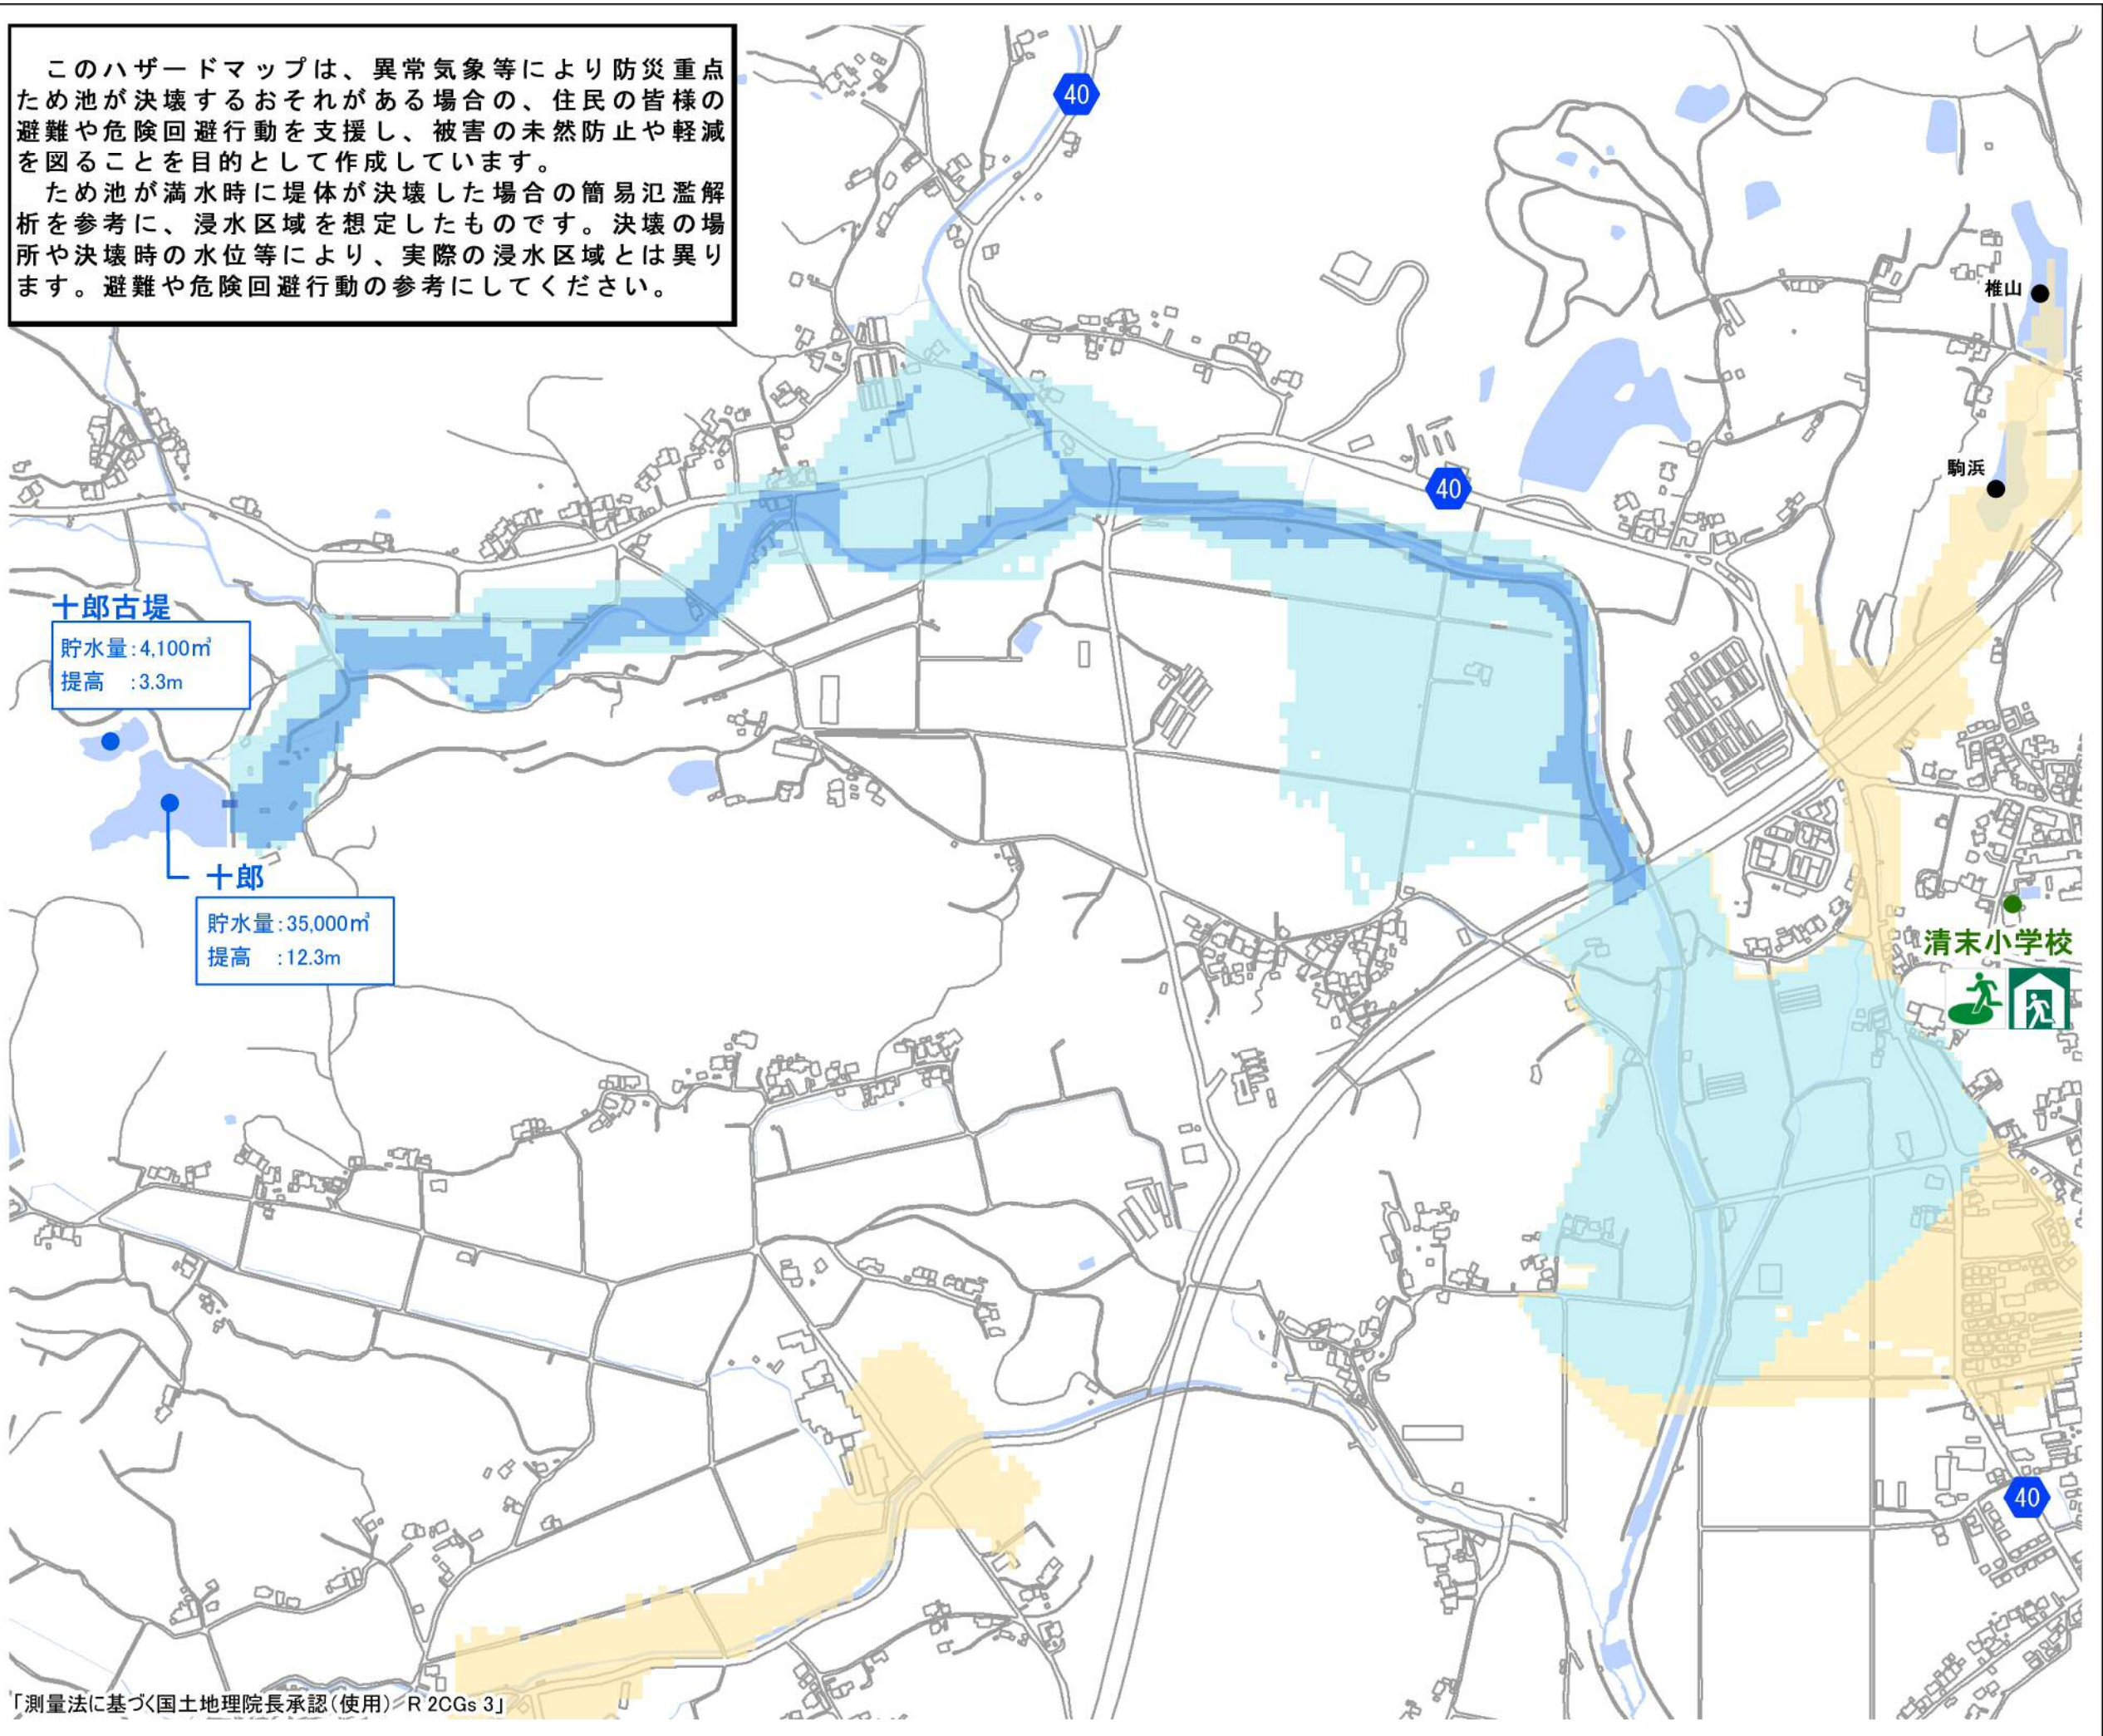 このハザードマップは、異常気象等により防災重点
ため池が決壊するおそれがある場合の、住民の皆様の
避難や危険回避行動を支援し、被害の未然防止や軽減
を図ることを目的として作成しています。
ため池が満水時に堤体が決壊した場合の簡易氾濫解
析を参考に、浸水区域を想定したものです。決壊の場
所や決壊時の水位等により、実際の浸水区域とは異り
ます。避難や危険回避行動の参考にしてください。
40
椎山
駒浜
40
十郎古堤
貯水量:4,100㎥
提高 :3.3m
十郎
貯水量:35,000㎥
提高 :12.3m
清末小学校
40
「測量法に基づく国土地理院長承認(使用) R 2CGs 3」